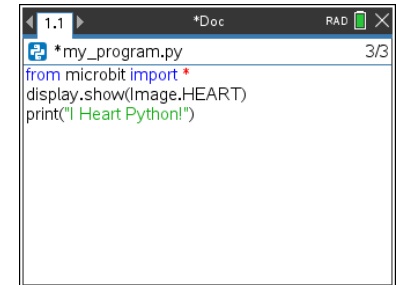 1.1 *Doc RAD
*my_program.py 3/3
from microbit import *
display.show(Image.HEART)
print("I Heart Python!")